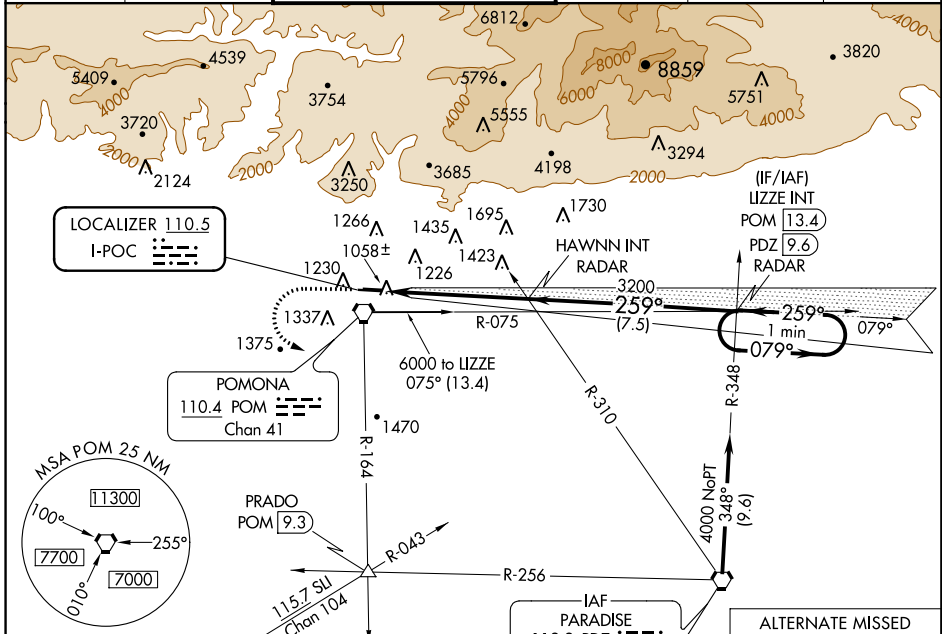 6812
4000
5409
4539
4000
3720
2000
2124
3754
2000
3250
5796
4000
5555
3685
8000
8859
6000
5751
4000
3820
4198
3294
2000
LOCALIZER 110.5
I-POC
1266
1435
1695
1730
1058±
1423
1230
1226
1337
1375
HAWNN INT
RADAR
(IF/IAF)
LIZZE INT
POM 13.4
PDZ 9.6
RADAR
3200
259°
(7.5)
259°
079°
1 min
079°
R-075
6000 to LIZZE
075° (13.4)
POMONA
110.4 POM
Chan 41
1470
R-164
R-310
R-348
4000 NoPT
348°
(9.6)
MSA POM 25 NM
11300
100°
255°
7700
7000
010°
PRADO
POM 9.3
R-043
R-256
115.7 SLI
Chan 104
IAF
PARADISE
ALTERNATE MISSED